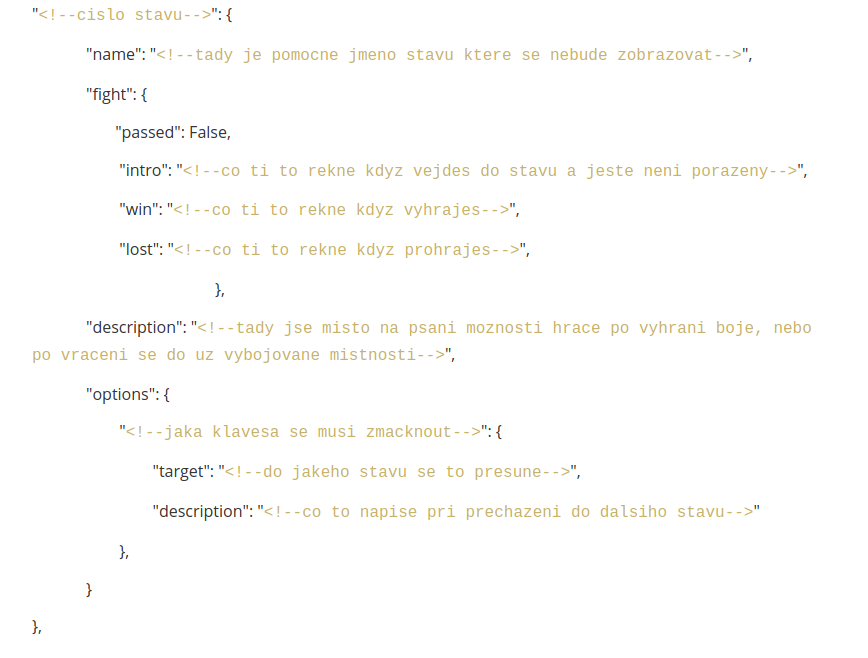 "<!--cislo stavu-->": {
"name": "<!--tady je pomocne jmeno stavu ktere se nebude zobrazovat-->",
"fight": {
"passed": False,
"intro": "<!--co ti to rekne kdyz vejdes do stavu a jeste neni porazeny-->",
"win": "<!--co ti to rekne kdyz vyhrajes-->",
"lost": "<!--co ti to rekne kdyz prohrajes-->",
},
"description": "<!--tady jse misto na psani moznosti hrace po vyhrani boje, nebo
po vraceni se do uz vybojovane mistnosti-->",
"options": {
"<!--jaka klavesa se musi zmacknout-->": {
"target": "<!--do jakeho stavu se to presune-->",
"description": "<!--co to napise pri prechazeni do dalsiho stavu-->"
},
}
},